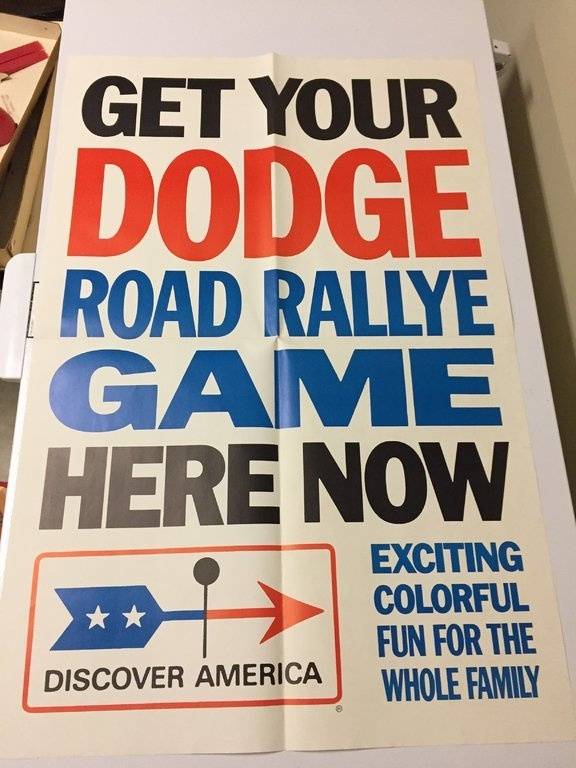 GET YOUR
DODGE
ROAD RALLYE
GAME
HERE NOW
EXCITING
COLORFUL
FUN FOR THE
WHOLE FAMILY
DISCOVER AMERICA
®